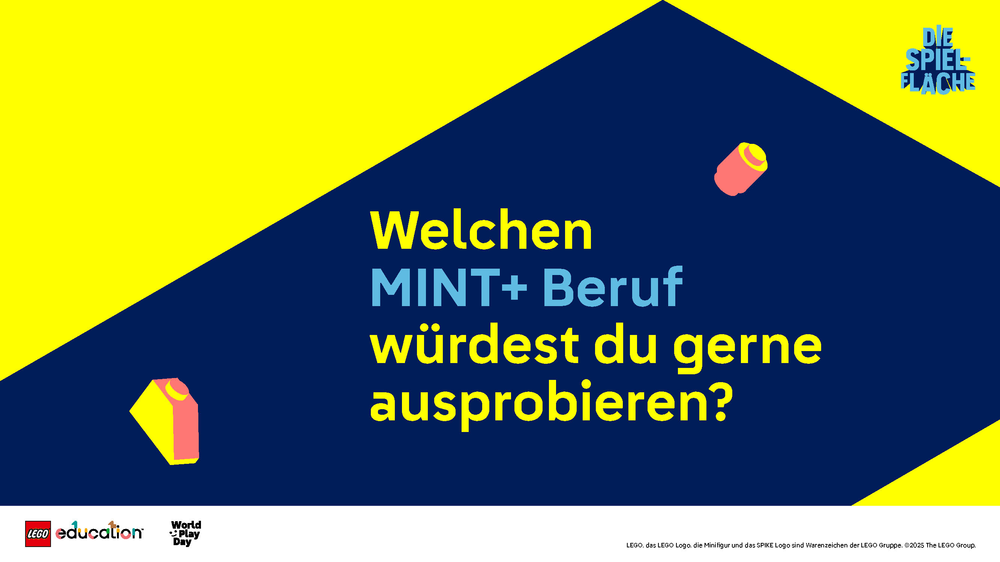 DIE
SPIEL-
FLÄCHE
Welchen
MINT+ Beruf
würdest du gerne
ausprobieren?
LEGO education™
World
Play
Day
LEGO, das LEGO Logo, die Minifigur und das SPIKE Logo sind Warenzeichen der LEGO Gruppe. ©2025 The LEGO Group.